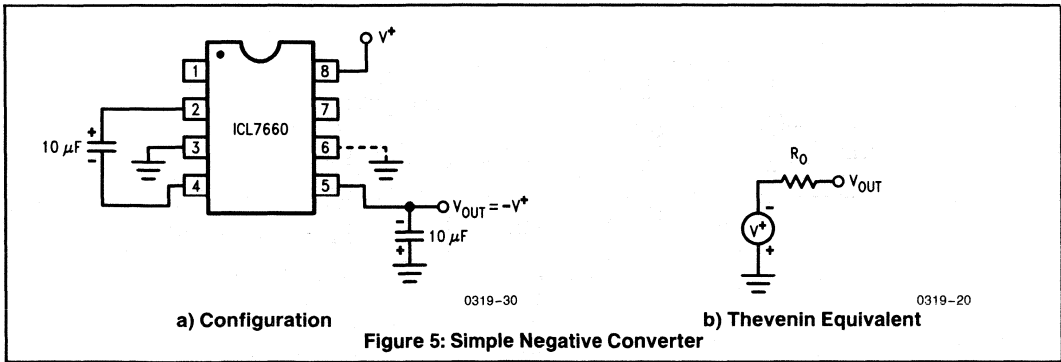 V+
1
8
2
7
ICL7660
10 μF
+
-
3
6
4
5
VOUT = -V+
-
10 μF
+
0319-30
a) Configuration
RO
VOUT
-
V+
+
0319-20
b) Thevenin Equivalent
Figure 5: Simple Negative Converter